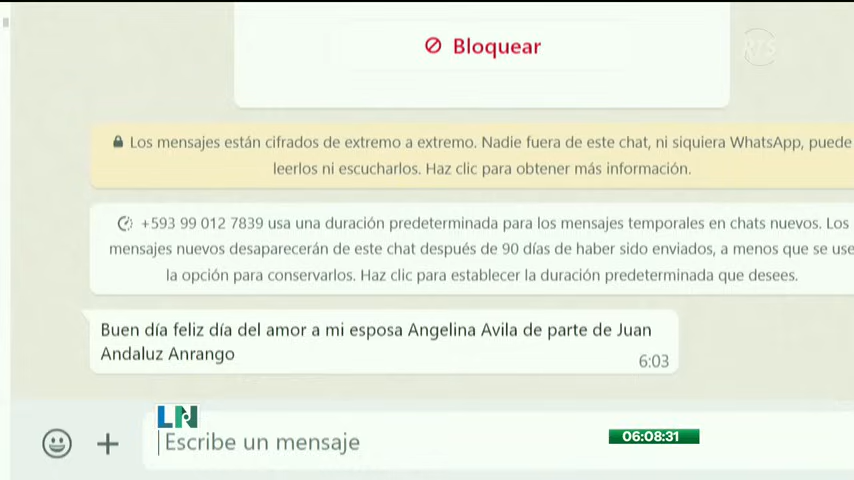 RTS
Bloquear
Los mensajes están cifrados de extremo a extremo. Nadie fuera de este chat, ni siquiera WhatsApp, puede
leerlos ni escucharlos. Haz clic para obtener más información.
+593 99 012 7839 usa una duración predeterminada para los mensajes temporales en chats nuevos. Los
mensajes nuevos desaparecerán de este chat después de 90 días de haber sido enviados, a menos que se use
la opción para conservarlos. Haz clic para establecer la duración predeterminada que desees.
Buen día feliz día del amor a mi esposa Angelina Avila de parte de Juan
Andaluz Anrango
6:03
LN
Escribe un mensaje
06:08:31